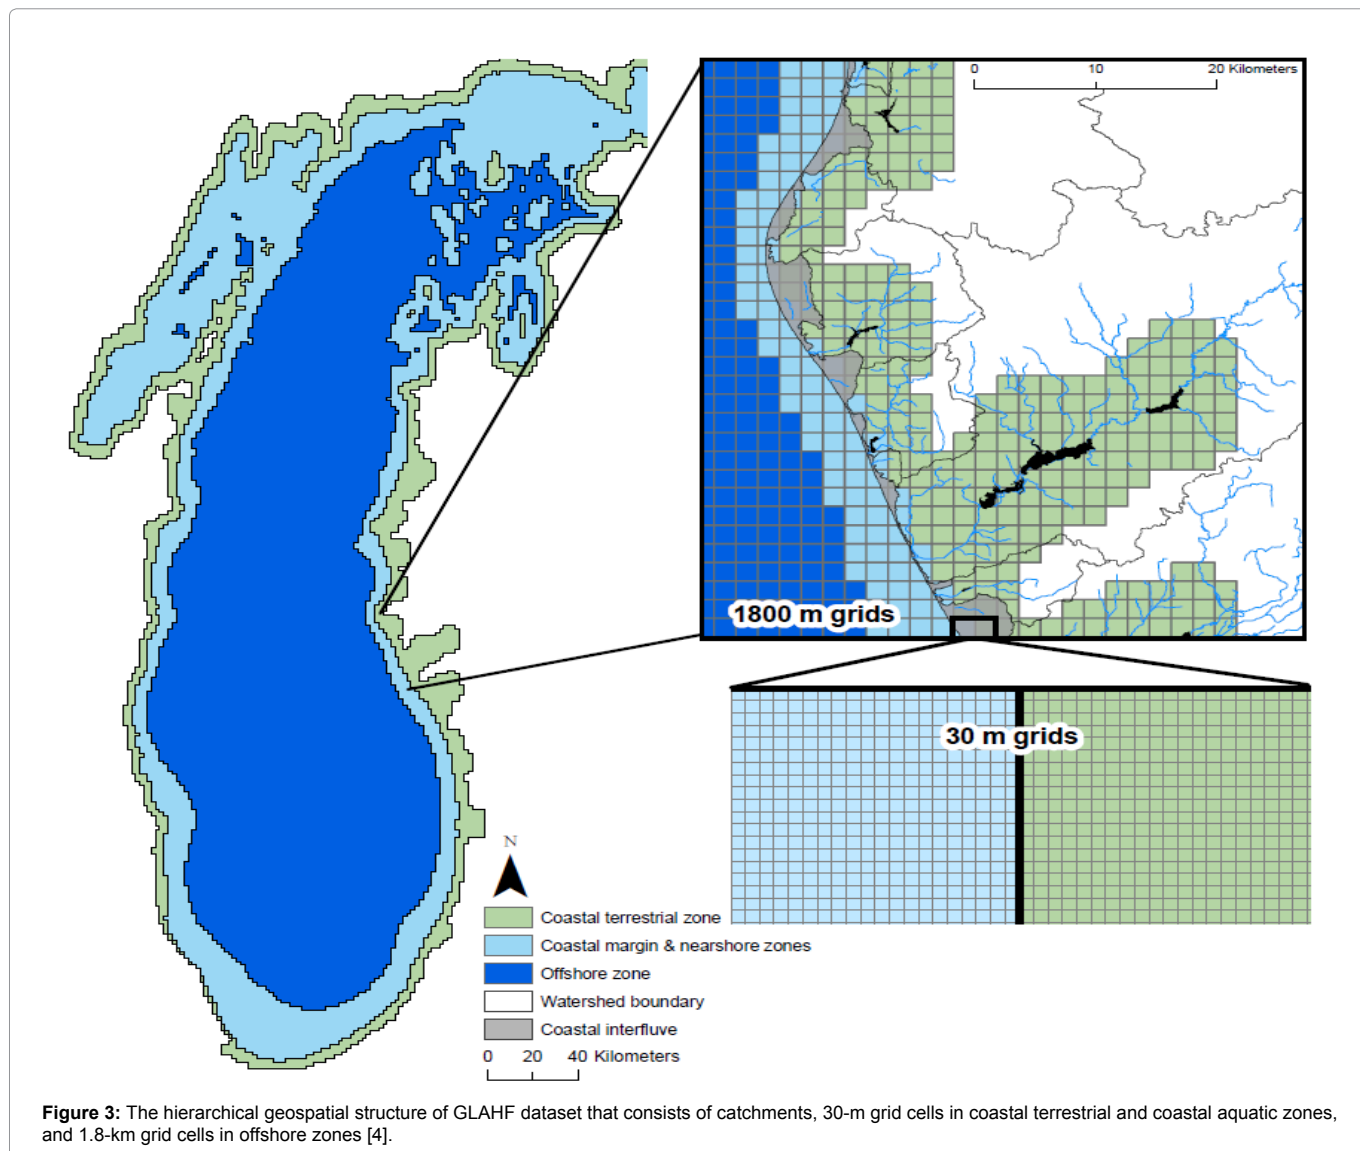 0 10 20 Kilometers
1800 m grids
30 m grids
N
Coastal terrestrial zone
Coastal margin & nearshore zones
Offshore zone
Watershed boundary
Coastal interfluve
0 20 40 Kilometers
Figure 3: The hierarchical geospatial structure of GLAHF dataset that consists of catchments, 30-m grid cells in coastal terrestrial and coastal aquatic zones,
and 1.8-km grid cells in offshore zones [4].